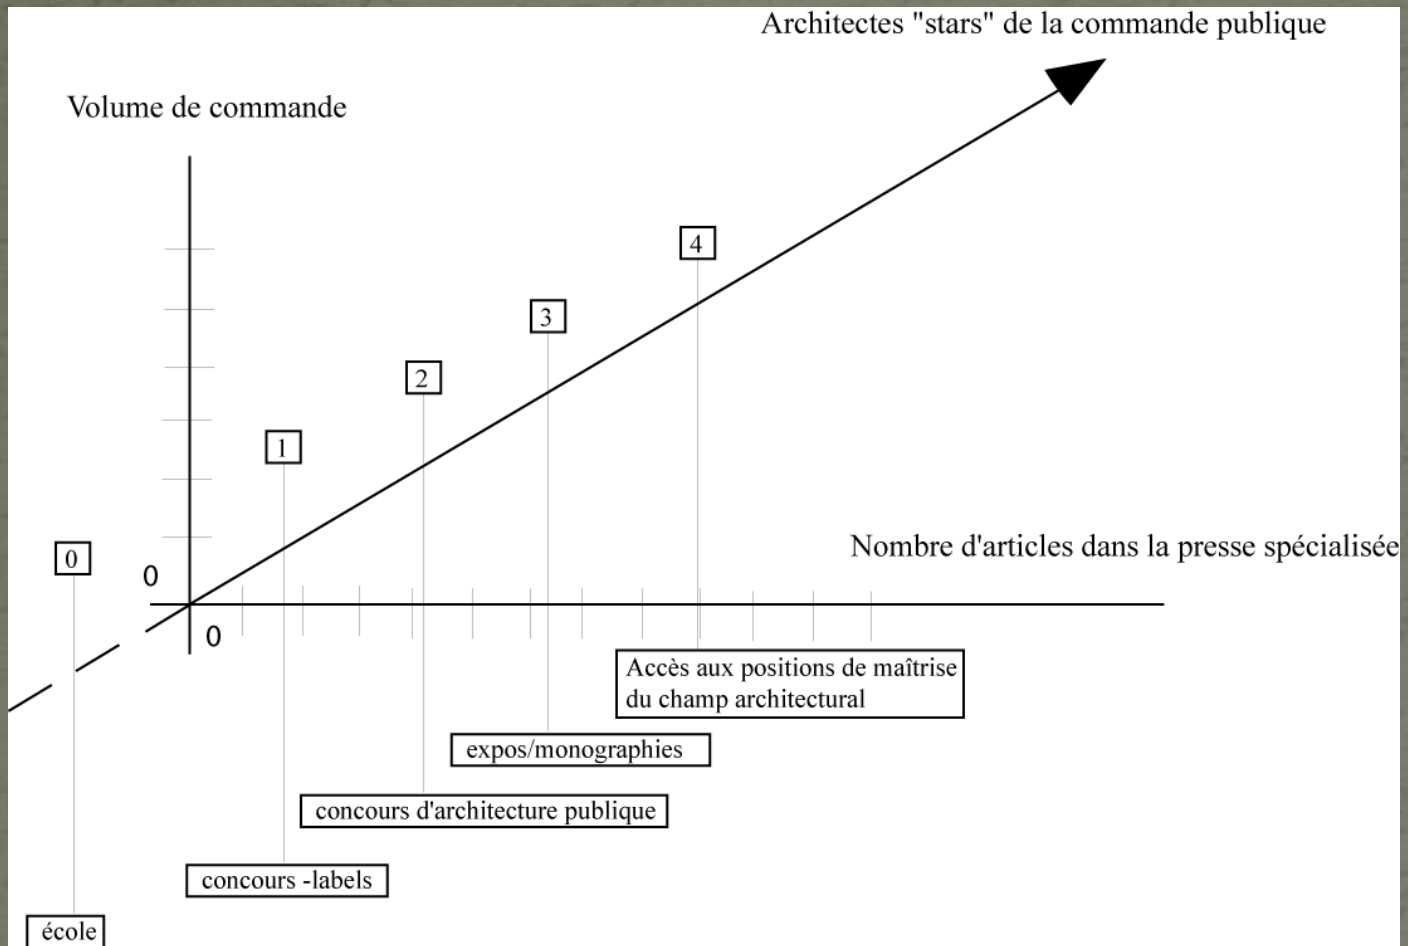 Architectes "stars" de la commande publique
Volume de commande
4
3
2
1
0
0
Nombre d'articles dans la presse spécialisée
0
Accès aux positions de maîtrise
du champ architectural
expos/monographies
concours d'architecture publique
concours -labels
école